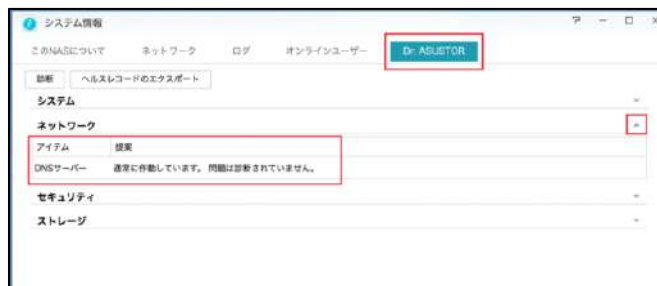 システム情報
このNASについて ネットワーク ログ オンラインユーザー Dr. ASUSTOR
診断 ヘルスレコードのエクスポート
システム
ネットワーク
アイテム 提案
DNSサーバー 通常に作動しています。 問題は診断されていません。
セキュリティ
ストレージ